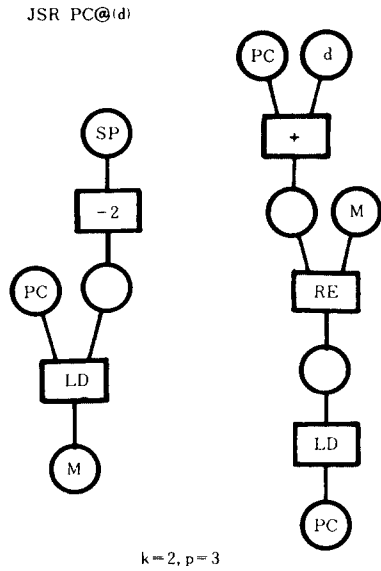 JSR PC@(d)
PC d
+
SP
-2
M
PC
RE
LD
LD
M
PC
k=2, p=3